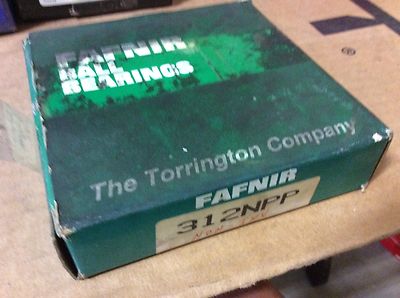 FAFNIR
BALL
BEARINGS
The Torrington Company
FAFNIR
312NPP